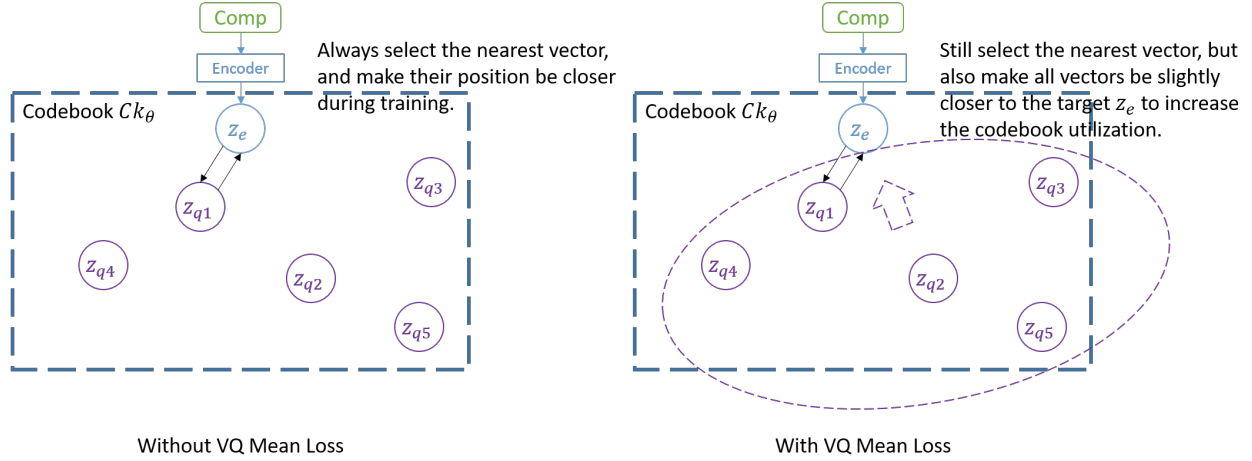 Comp
Encoder
Always select the nearest vector,
and make their position be closer
during training.
Codebook Ckθ
ze
zq1
zq3
zq4
zq2
zq5
Without VQ Mean Loss
Comp
Encoder
Still select the nearest vector, but
also make all vectors be slightly
closer to the target ze to increase
the codebook utilization.
Codebook Ckθ
ze
zq1
zq3
zq4
zq2
zq5
With VQ Mean Loss